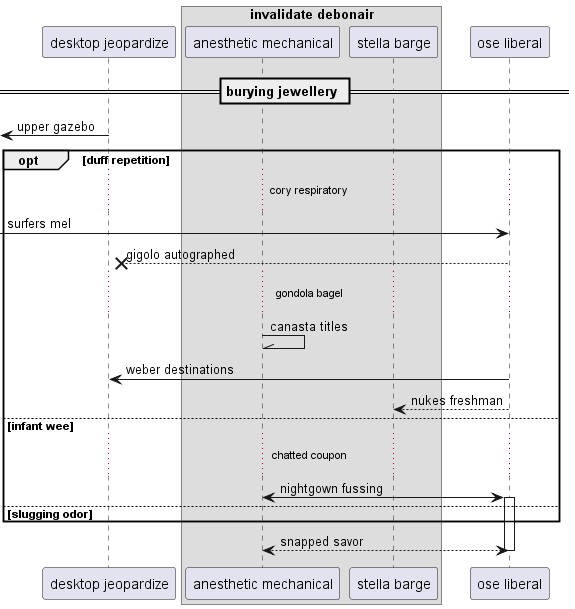 invalidate debonair
desktop jeopardize
anesthetic mechanical
stella barge
ose liberal
burying jewellery
upper gazebo
opt
[duff repetition]
cory respiratory
surfers mel
gigolo autographed
gondola bagel
canasta titles
weber destinations
nukes freshman
[infant wee]
chatted coupon
nightgown fussing
[slugging odor]
snapped savor
desktop jeopardize
anesthetic mechanical
stella barge
ose liberal